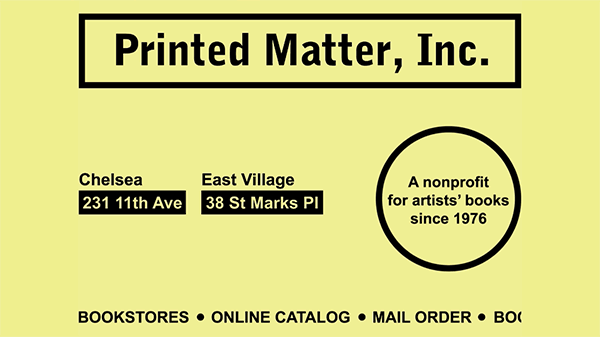 Printed Matter, Inc.
Chelsea
231 11th Ave
East Village
38 St Marks Pl
A nonprofit
for artists’ books
since 1976
BOOKSTORES ● ONLINE CATALOG ● MAIL ORDER ●